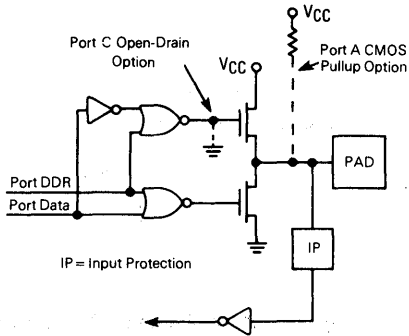 VCC
Port C Open-Drain
Option
VCC
Port A CMOS
Pullup Option
PAD
Port DDR
Port Data
IP
IP = Input Protection